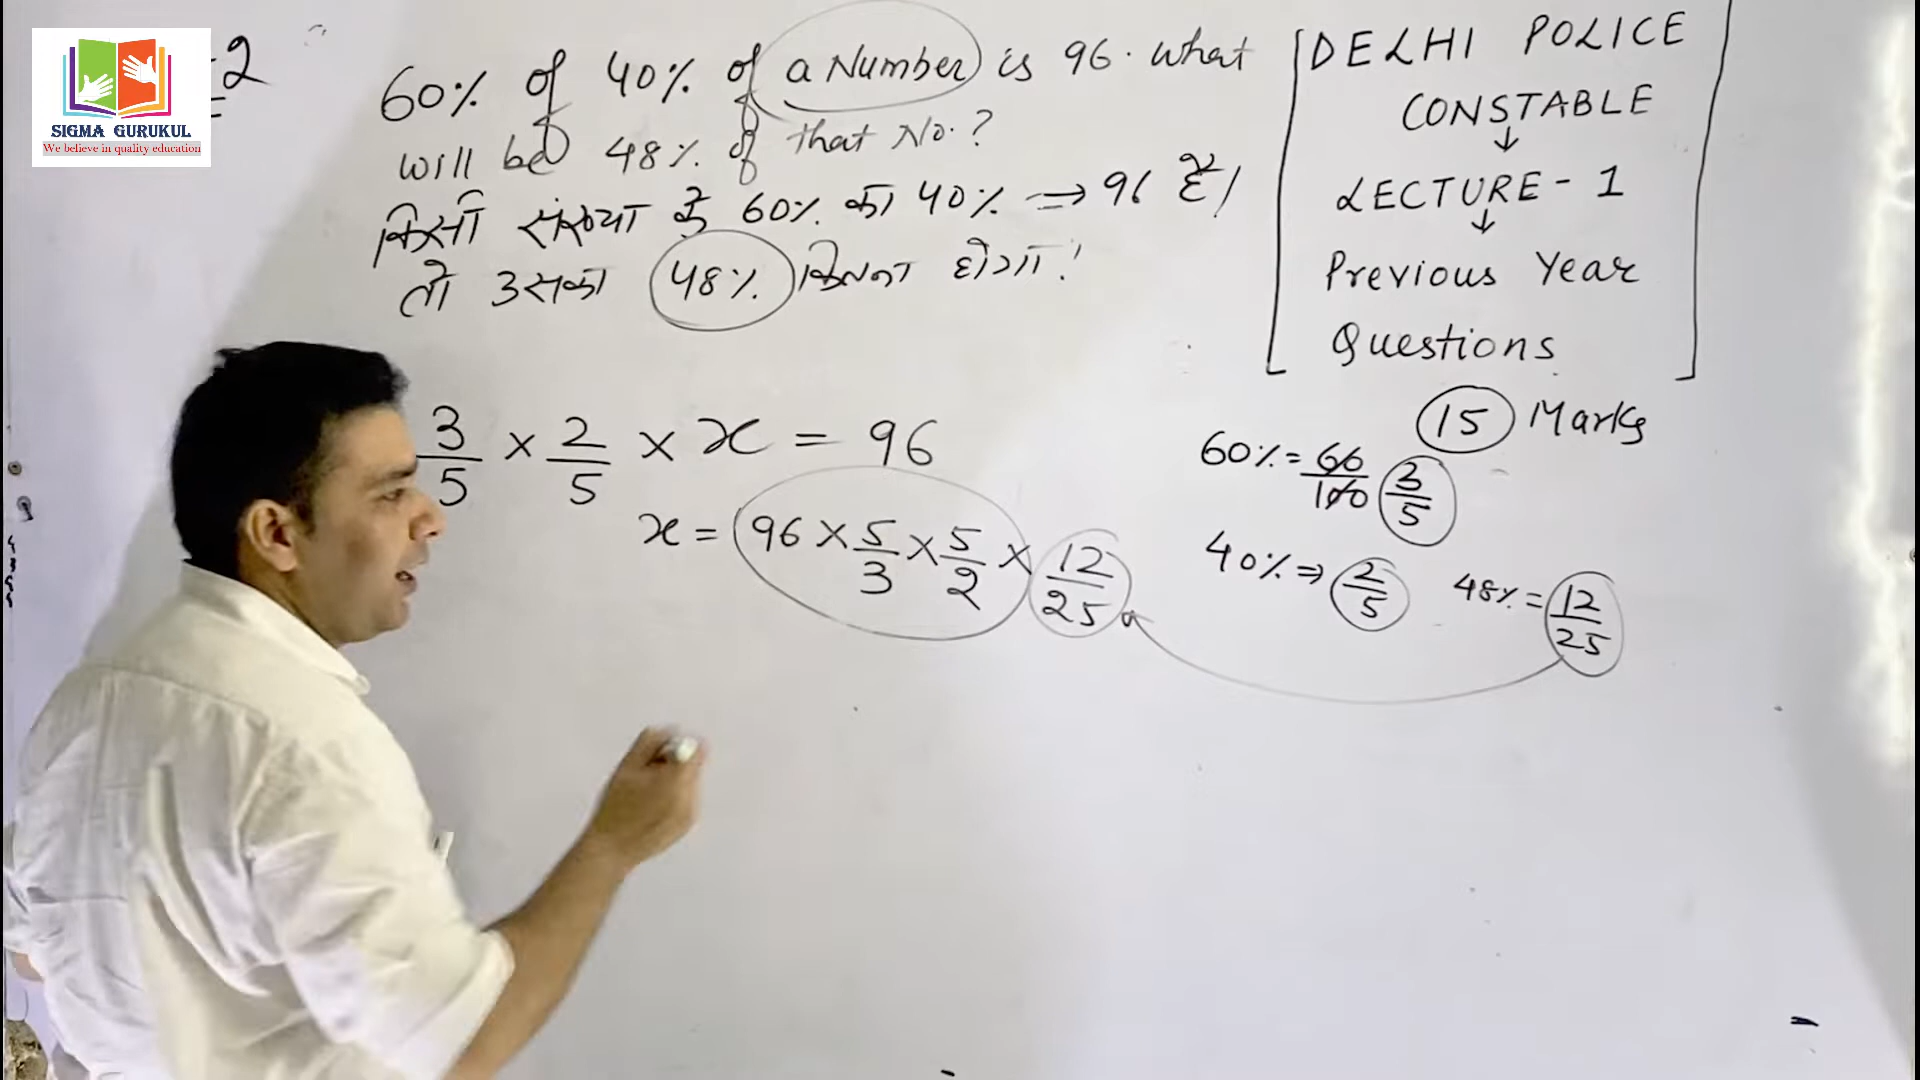 SIGMA GURUKUL
We believe in quality education
2
60% of 40% of a Number is 96. What
will be 48% of that No.?
किसी संख्या के 60% का 40% ⇒ 96 है।
तो उसका 48% कितना होगा?
DELHI POLICE
CONSTABLE
↓
LECTURE - 1
↓
Previous Year
Questions
15 Marks
3/5 × 2/5 × x = 96
x = 96 × 5/3 × 5/2 × 12/25
60% = 60/100 3/5
40% ⇒ 2/5
48% = 12/25